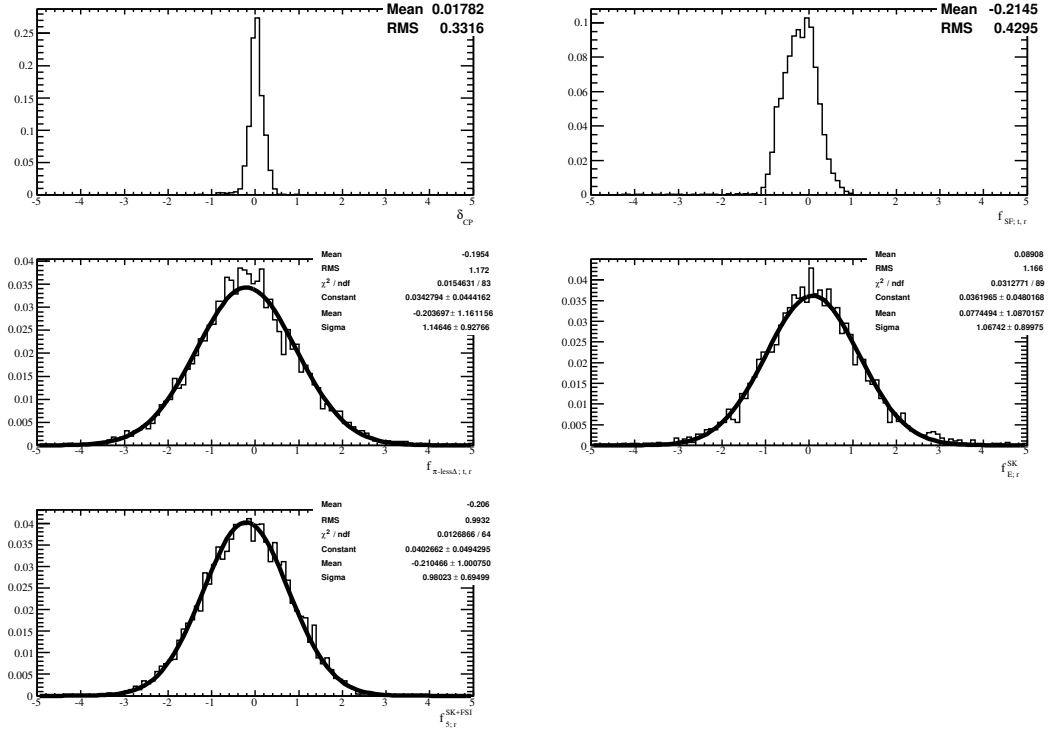 Mean 0.01782
RMS 0.3316
0.25
0.2
0.15
0.1
0.05
0
-5 -4 -3 -2 -1 0 1 2 3 4 5
δCP
Mean -0.2145
RMS 0.4295
0.1
0.08
0.06
0.04
0.02
0
-5 -4 -3 -2 -1 0 1 2 3 4 5
f SF; t, r
Mean -0.1954
RMS 1.172
χ² / ndf 0.0154631 / 83
Constant 0.0342794 ± 0.0444162
Mean -0.203697 ± 1.161156
Sigma 1.14646 ± 0.92766
0.04
0.035
0.03
0.025
0.02
0.015
0.01
0.005
0
-5 -4 -3 -2 -1 0 1 2 3 4 5
f π-lessΔ; t, r
Mean 0.08908
RMS 1.166
χ² / ndf 0.0312771 / 89
Constant 0.0361965 ± 0.0480168
Mean 0.0774494 ± 1.0870157
Sigma 1.06742 ± 0.89975
0.04
0.035
0.03
0.025
0.02
0.015
0.01
0.005
0
-5 -4 -3 -2 -1 0 1 2 3 4 5
f SK E; r
Mean -0.206
RMS 0.9932
χ² / ndf 0.0126866 / 64
Constant 0.0402662 ± 0.0494295
Mean -0.210466 ± 1.000750
Sigma 0.98023 ± 0.69499
0.04
0.035
0.03
0.025
0.02
0.015
0.01
0.005
0
-5 -4 -3 -2 -1 0 1 2 3 4 5
f SK+FSI 5; r